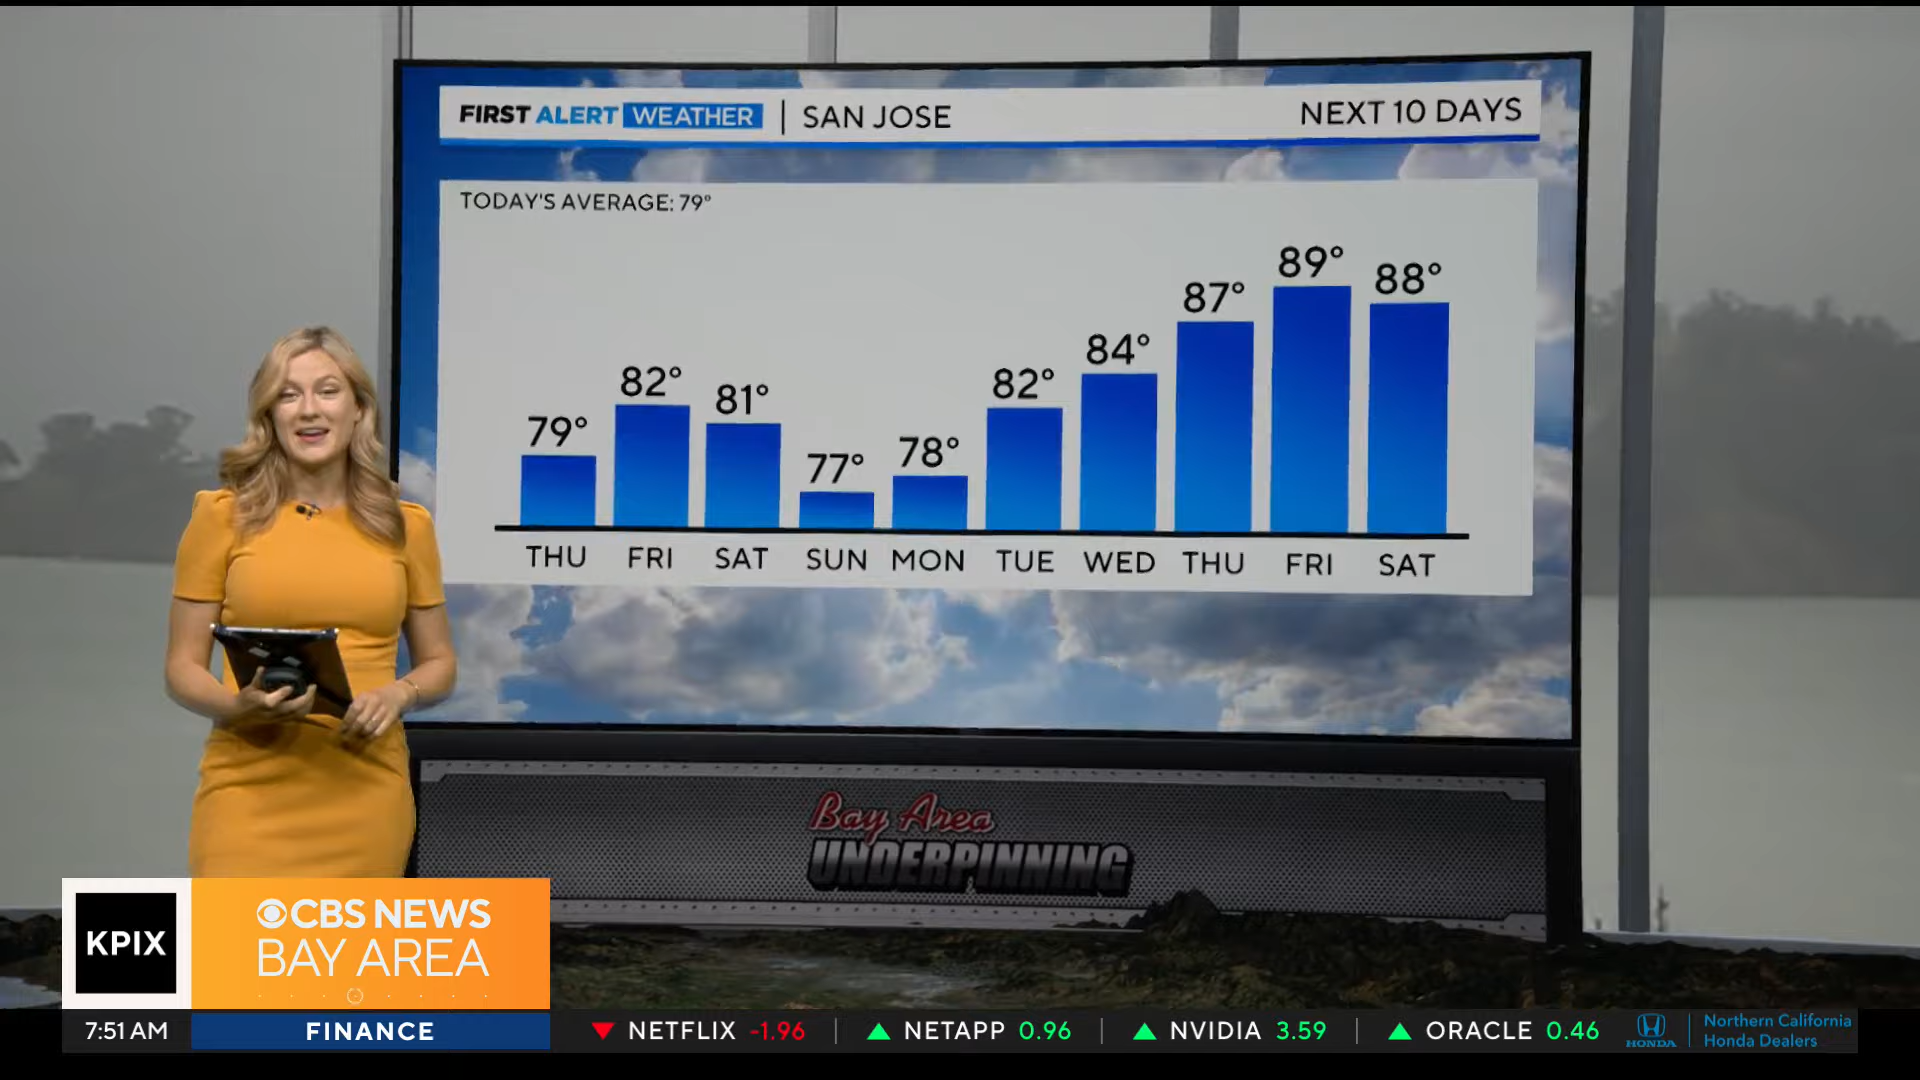 FIRST ALERT WEATHER | SAN JOSE
NEXT 10 DAYS
TODAY'S AVERAGE: 79°
79° 82° 81° 77° 78° 82° 84° 87° 89° 88°
THU FRI SAT SUN MON TUE WED THU FRI SAT
Bay Area
UNDERPINNING
KPIX
CBS NEWS
BAY AREA
7:51 AM
FINANCE
NETFLIX -1.96 | NETAPP 0.96 | NVIDIA 3.59 | ORACLE 0.46
HONDA
Northern California
Honda Dealers